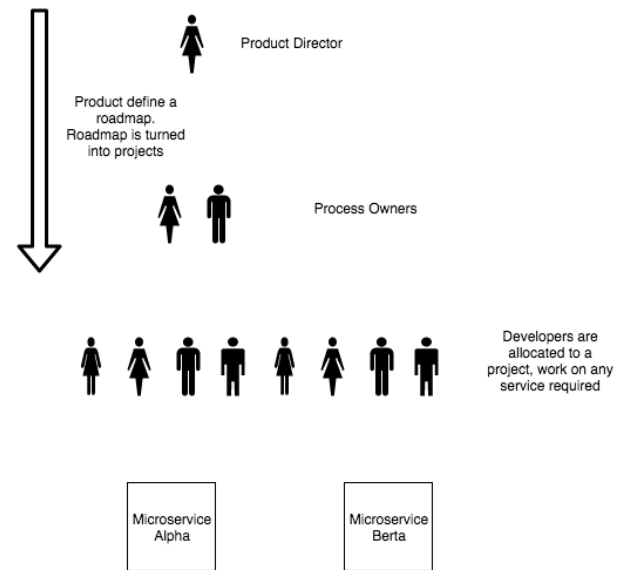 Product Director
Product define a
roadmap.
Roadmap is turned
into projects
Process Owners
Developers are
allocated to a
project, work on any
service required
Microservice
Alpha
Microservice
Berta